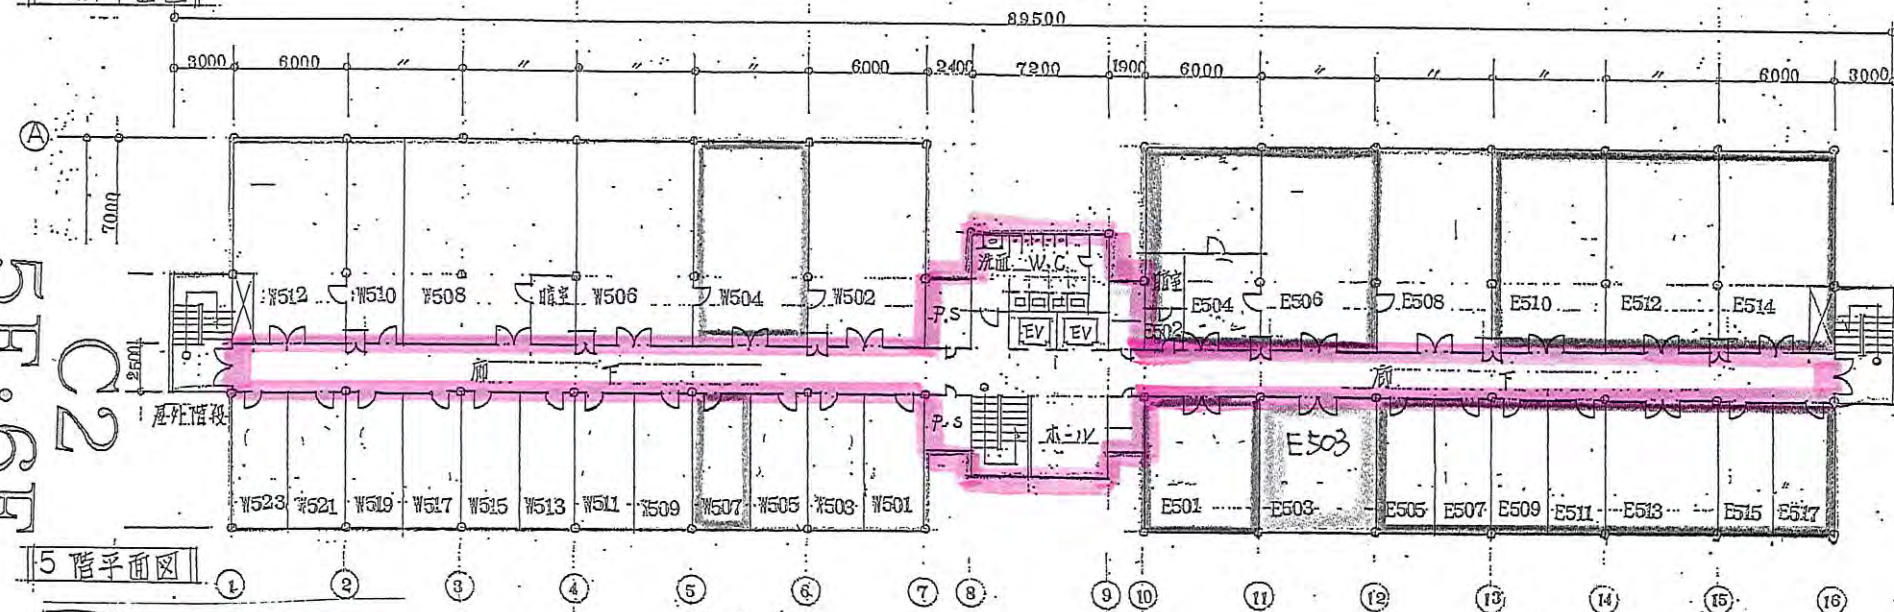 89500
3000 6000 〃 〃 〃 〃 6000 2400 7200 1900 6000 〃 〃 〃 〃 6000 3000
A
7000
洗面 W.C
W512 W510 W508 暗室 W506 W504 W502 P.S EV EV 暗室 E502 E504 E506 E508 E510 E512 E514
2500
廊下 廊下
屋外階段
P.S ホール
E503
W523 W521 W519 W517 W515 W513 W511 W509 W507 W505 W503 W501 E501 E503 E505 E507 E509 E511 E513 E515 E517
C2
5F・6F
5階平面図
1 2 3 4 5 6 7 8 9 10 11 12 13 14 15 16